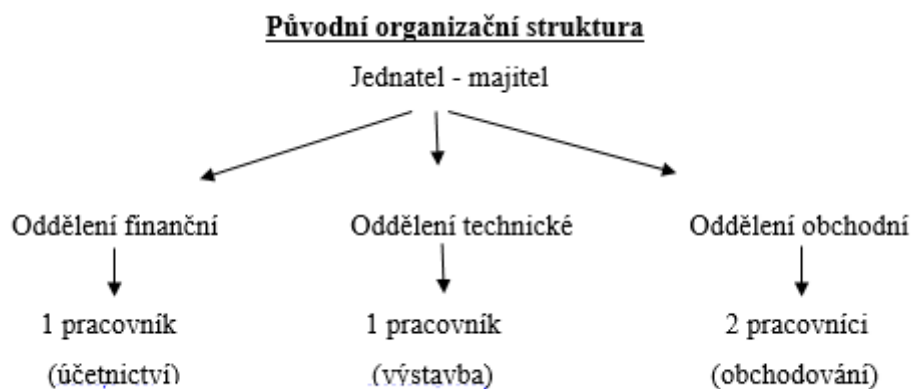 Původní organizační struktura
Jednatel - majitel
Oddělení finanční
Oddělení technické
Oddělení obchodní
1 pracovník
1 pracovník
2 pracovníci
(účetnictví)
(výstavba)
(obchodování)